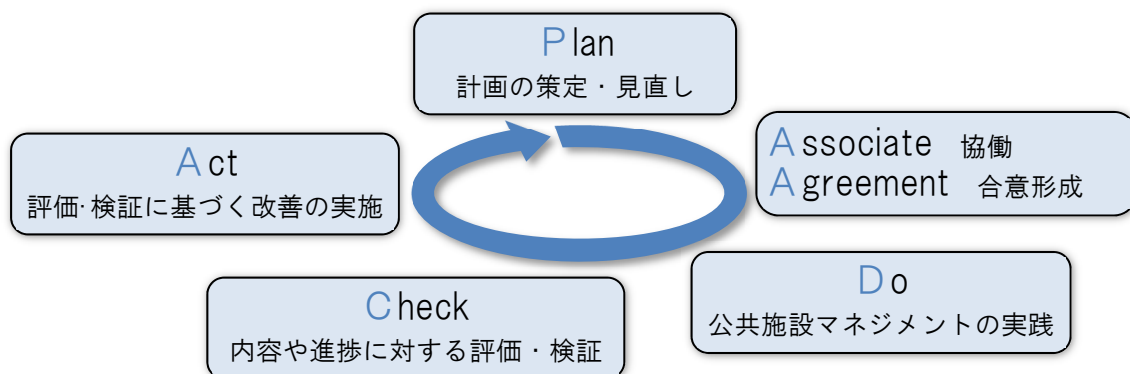 Plan
計画の策定・見直し
Associate 協働
Agreement 合意形成
Do
公共施設マネジメントの実践
Check
内容や進捗に対する評価・検証
Act
評価・検証に基づく改善の実施